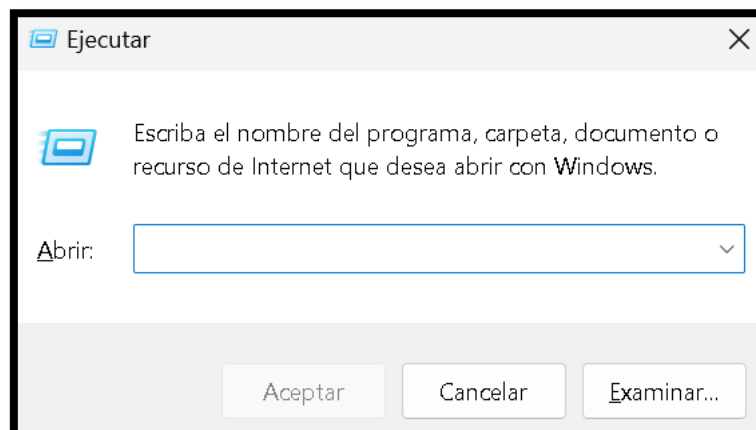 Ejecutar
Escriba el nombre del programa, carpeta, documento o
recurso de Internet que desea abrir con Windows.
Abrir:
Aceptar Cancelar Examinar...